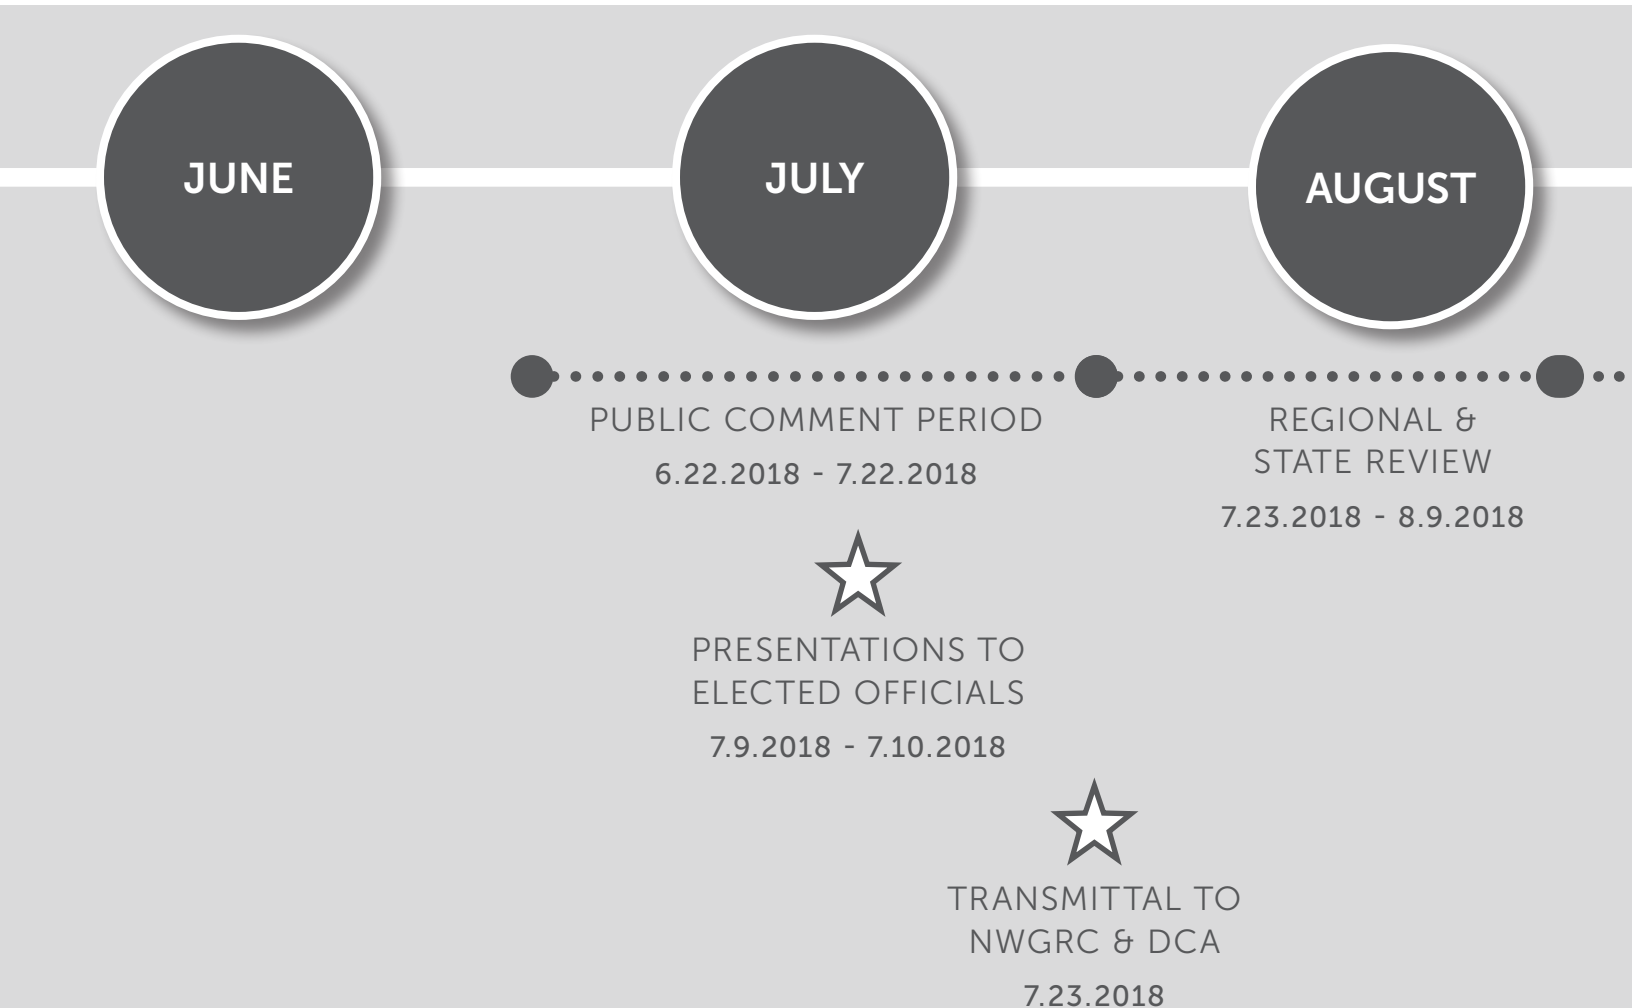 JUNE
JULY
AUGUST
PUBLIC COMMENT PERIOD
6.22.2018 - 7.22.2018
REGIONAL &
STATE REVIEW
7.23.2018 - 8.9.2018
PRESENTATIONS TO
ELECTED OFFICIALS
7.9.2018 - 7.10.2018
TRANSMITTAL TO
NWGRC & DCA
7.23.2018